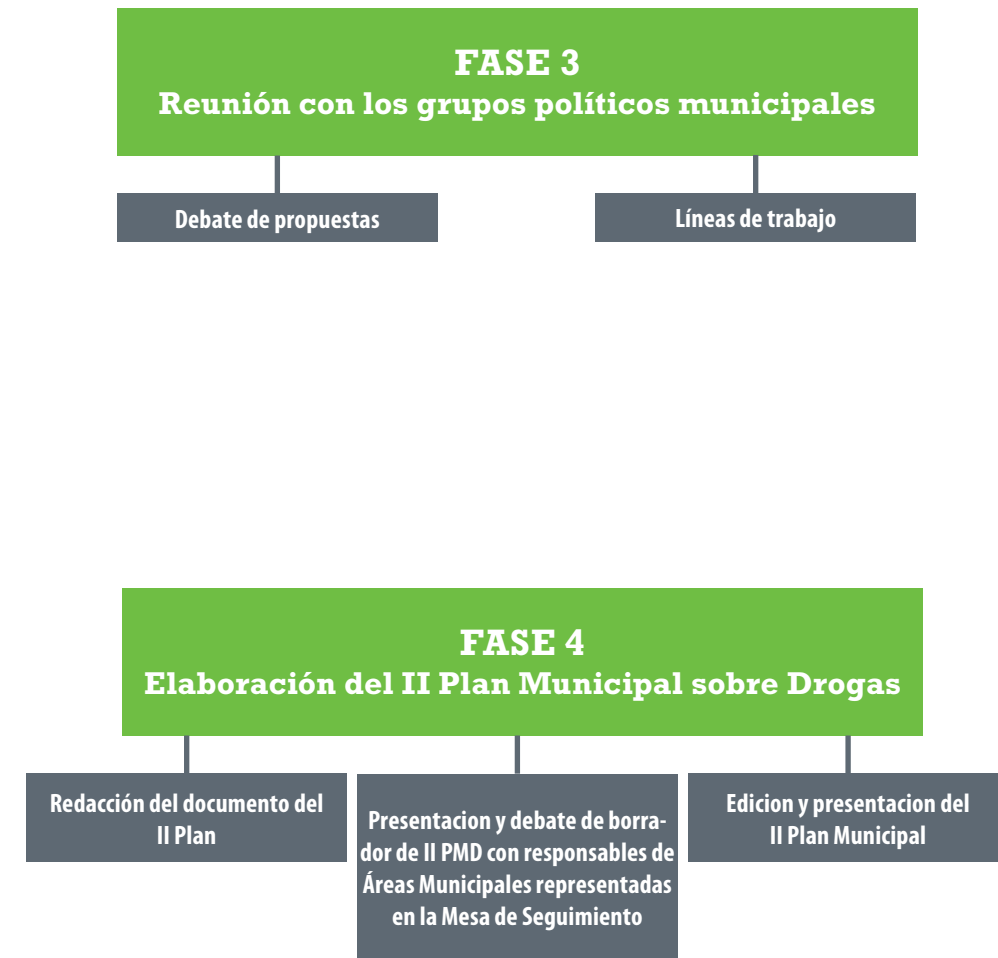 FASE 3
Reunión con los grupos políticos municipales
Debate de propuestas
Líneas de trabajo
FASE 4
Elaboración del II Plan Municipal sobre Drogas
Redacción del documento del
II Plan
Presentacion y debate de borra-
dor de II PMD con responsables de
Áreas Municipales representadas
en la Mesa de Seguimiento
Edicion y presentacion del
II Plan Municipal